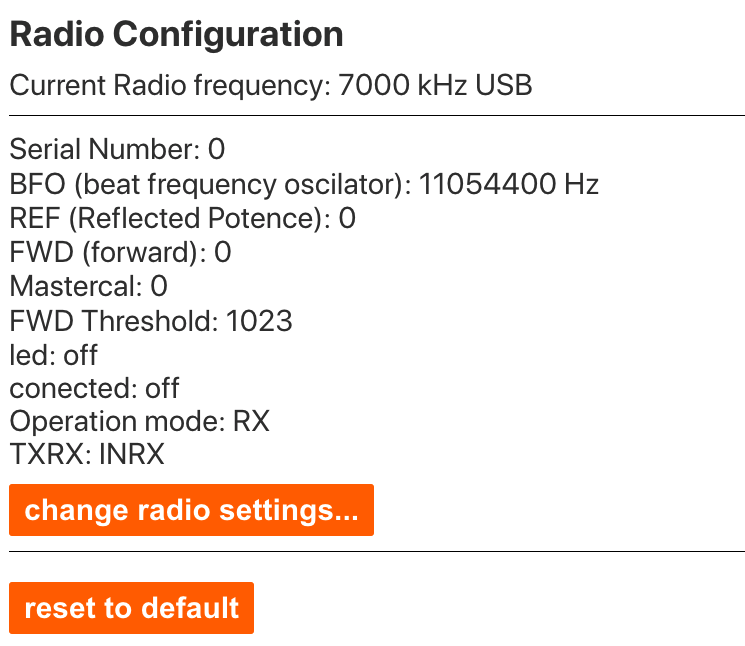 Radio Configuration
Current Radio frequency: 7000 kHz USB
Serial Number: 0
BFO (beat frequency oscilator): 11054400 Hz
REF (Reflected Potence): 0
FWD (forward): 0
Mastercal: 0
FWD Threshold: 1023
led: off
conected: off
Operation mode: RX
TXRX: INRX
change radio settings...
reset to default